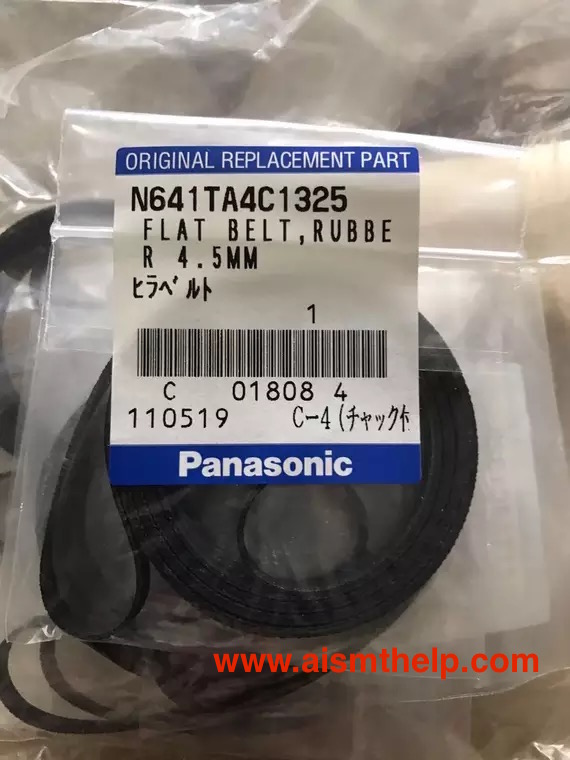 ORIGINAL REPLACEMENT PART
N641TA4C1325
FLAT BELT,RUBBE
R 4.5MM
ヒラベルト
1
C 01808 4
110519 C-4(チャック付
Panasonic
www.aismthelp.com